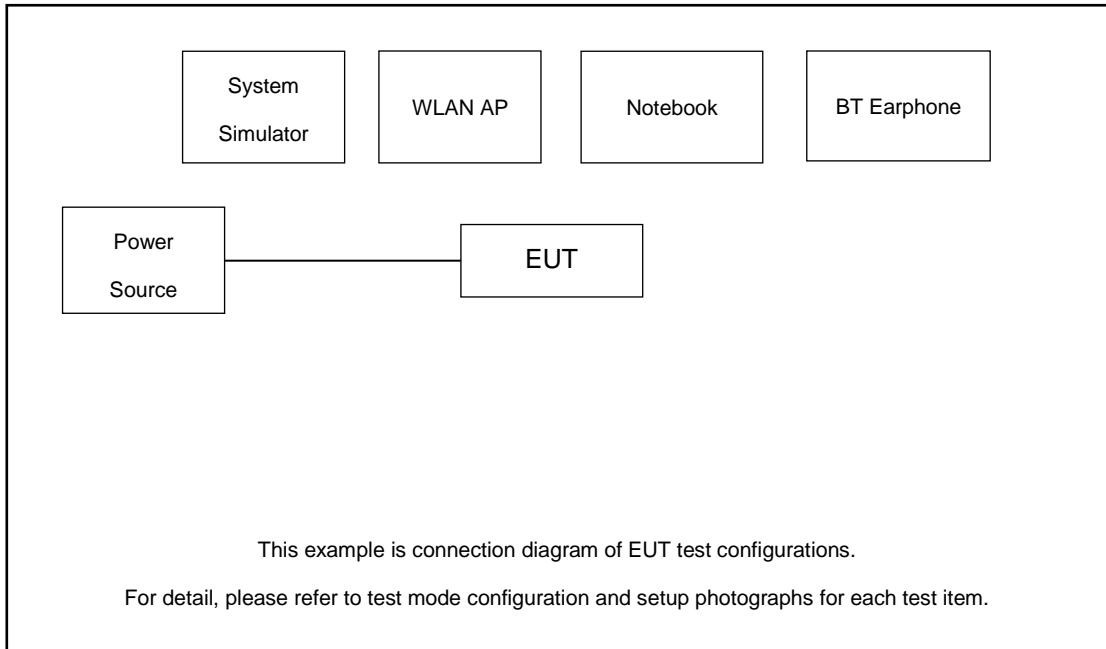 System
Simulator
WLAN AP
Notebook
BT Earphone
Power
Source
EUT
This example is connection diagram of EUT test configurations.
For detail, please refer to test mode configuration and setup photographs for each test item.